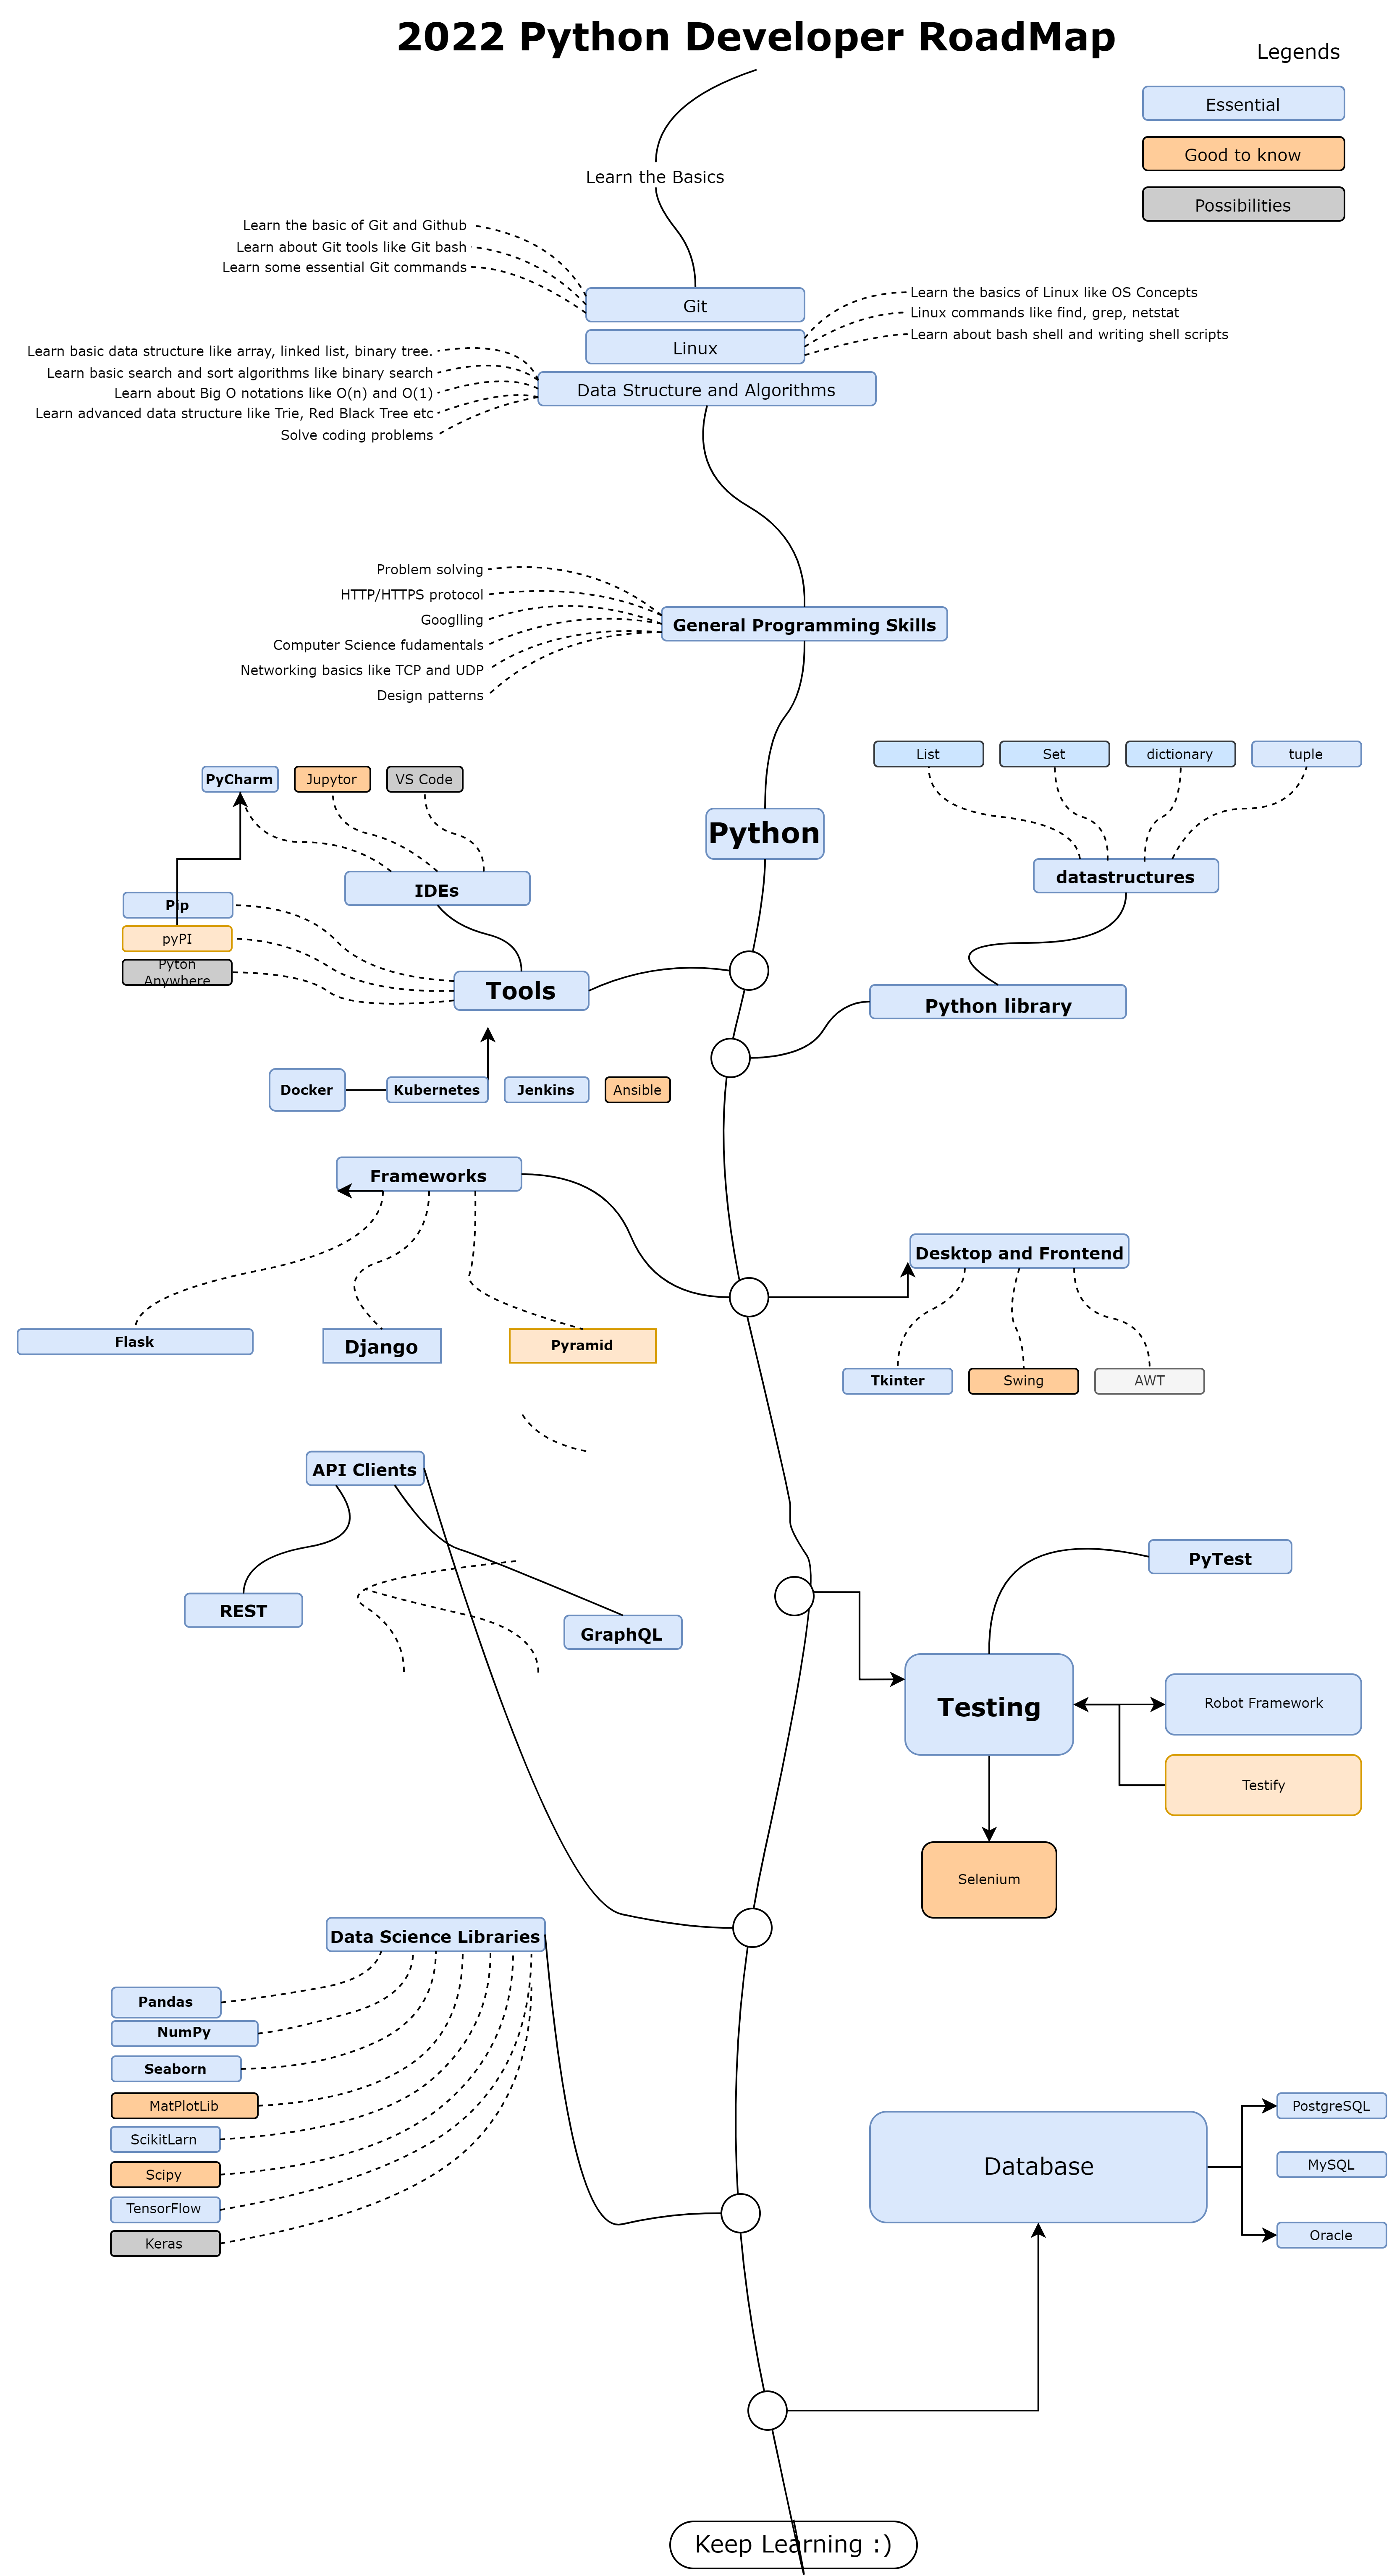 2022 Python Developer RoadMap
Legends
Essential
Good to know
Possibilities
Learn the Basics
Learn the basic of Git and Github
Learn about Git tools like Git bash
Learn some essential Git commands
Git
Learn the basics of Linux like OS Concepts
Linux commands like find, grep, netstat
Learn about bash shell and writing shell scripts
Linux
Learn basic data structure like array, linked list, binary tree.
Learn basic search and sort algorithms like binary search
Learn about Big O notations like O(n) and O(1)
Learn advanced data structure like Trie, Red Black Tree etc
Solve coding problems
Data Structure and Algorithms
Problem solving
HTTP/HTTPS protocol
Googlling
Computer Science fudamentals
Networking basics like TCP and UDP
Design patterns
General Programming Skills
List
Set
dictionary
tuple
PyCharm
Jupytor
VS Code
Python
datastructures
IDEs
Pip
pyPI
Pyton
Anywhere
Tools
Python library
Docker
Kubernetes
Jenkins
Ansible
Frameworks
Desktop and Frontend
Flask
Django
Pyramid
Tkinter
Swing
AWT
API Clients
REST
GraphQL
PyTest
Testing
Robot Framework
Testify
Selenium
Data Science Libraries
Pandas
NumPy
Seaborn
MatPlotLib
ScikitLarn
Scipy
TensorFlow
Keras
Database
PostgreSQL
MySQL
Oracle
Keep Learning :)